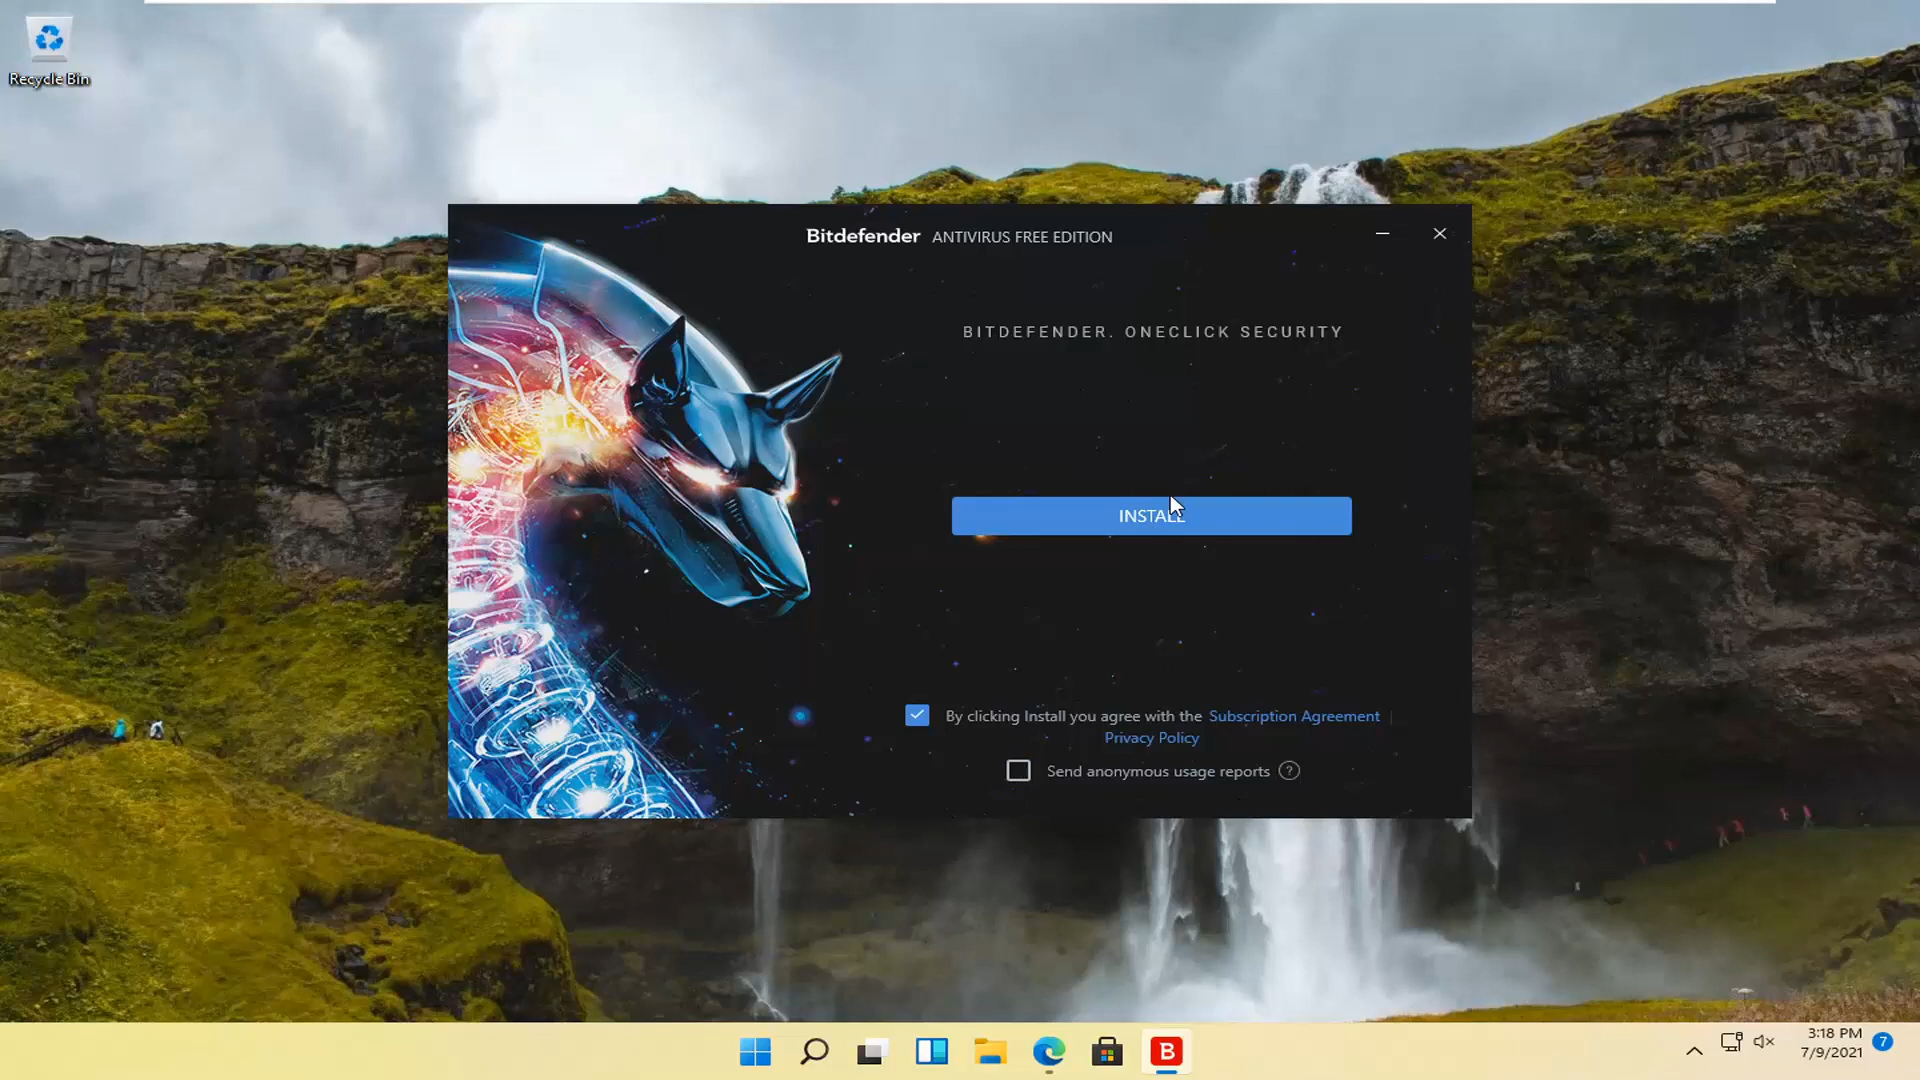 Recycle Bin
Bitdefender ANTIVIRUS FREE EDITION
BITDEFENDER. ONECLICK SECURITY
INSTALL
By clicking Install you agree with the Subscription Agreement |
Privacy Policy
Send anonymous usage reports ?
B
3:18 PM
7/9/2021
7